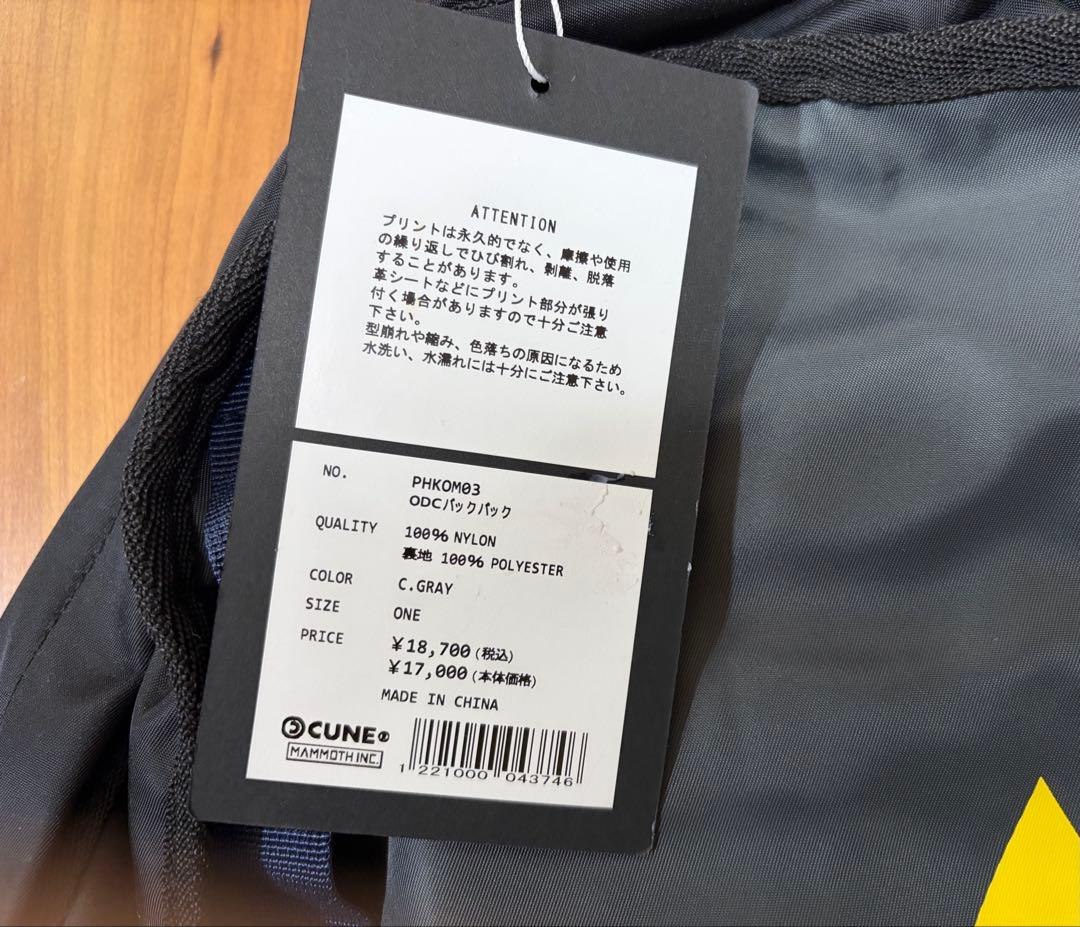 ATTENTION
プリントは永久的でなく、摩擦や使用
の繰り返しでひび割れ、剥離、脱落
することがあります。
革シートなどにプリント部分が張り
付く場合がありますので十分ご注意
下さい。
型崩れや縮み、色落ちの原因になるため
水洗い、水濡れには十分にご注意下さい。
NO. PHKOM03
ODCバックパック
QUALITY 100% NYLON
裏地 100% POLYESTER
COLOR C.GRAY
SIZE ONE
PRICE ¥18,700(税込)
¥17,000(本体価格)
MADE IN CHINA
CUNE®
MAMMOTH INC.
1 221000 043746